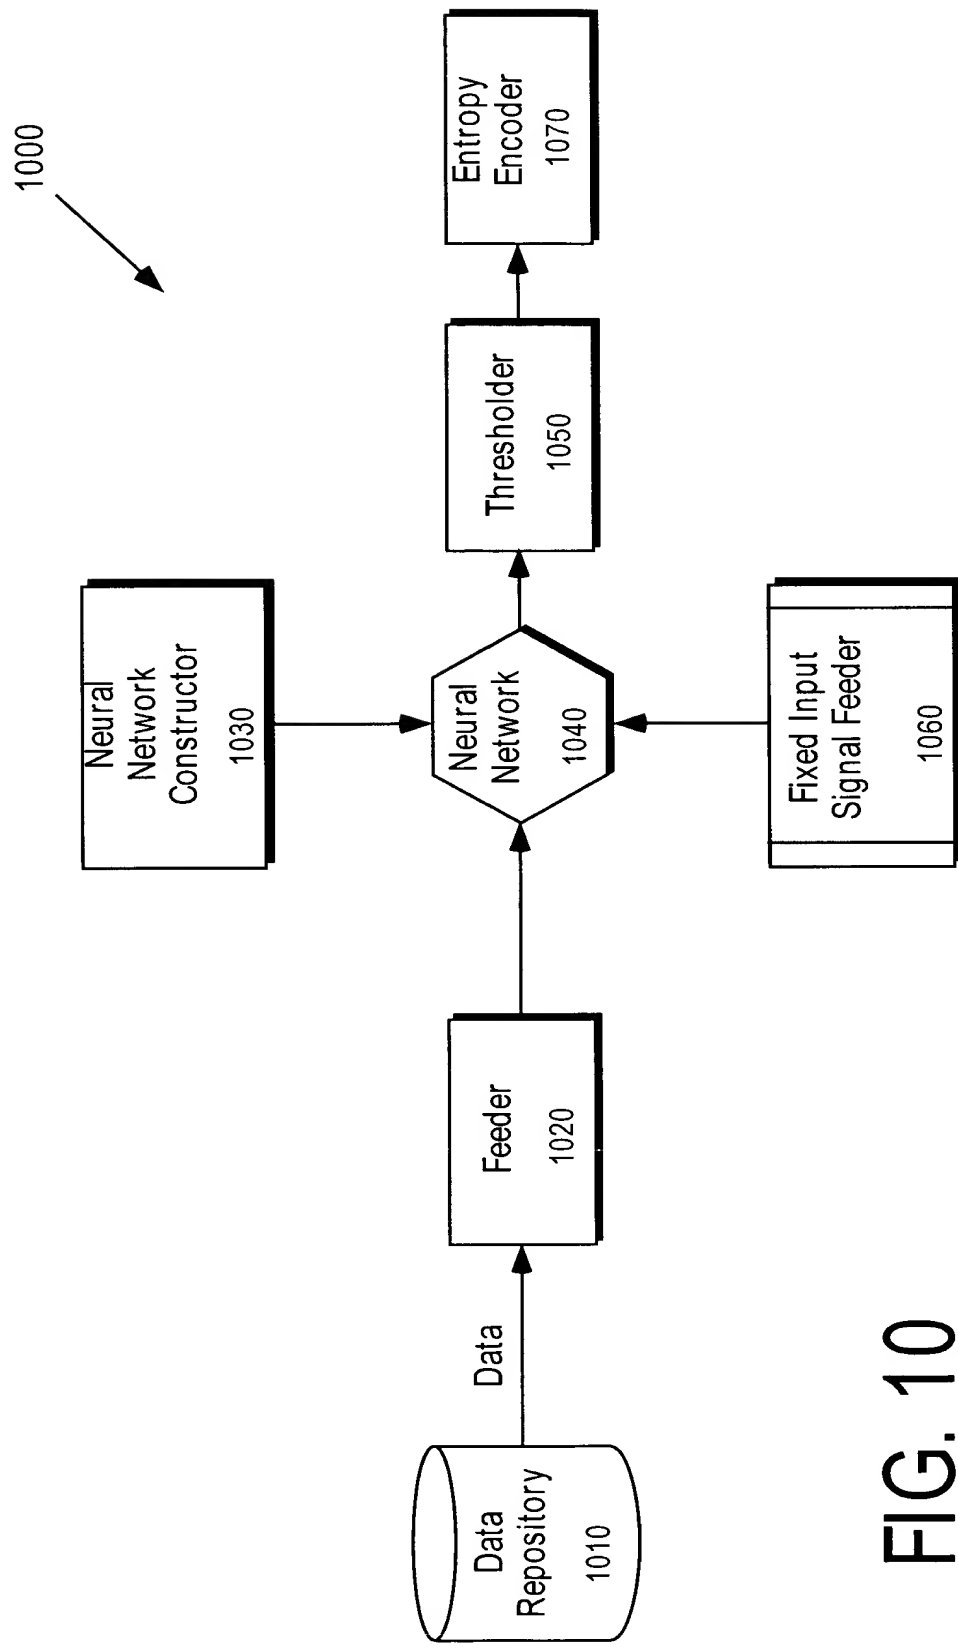 1000
Neural
Network
Constructor
1030
Data
Repository
1010
Data
Feeder
1020
Neural
Network
1040
Thresholder
1050
Entropy
Encoder
1070
Fixed Input
Signal Feeder
1060
FIG. 10